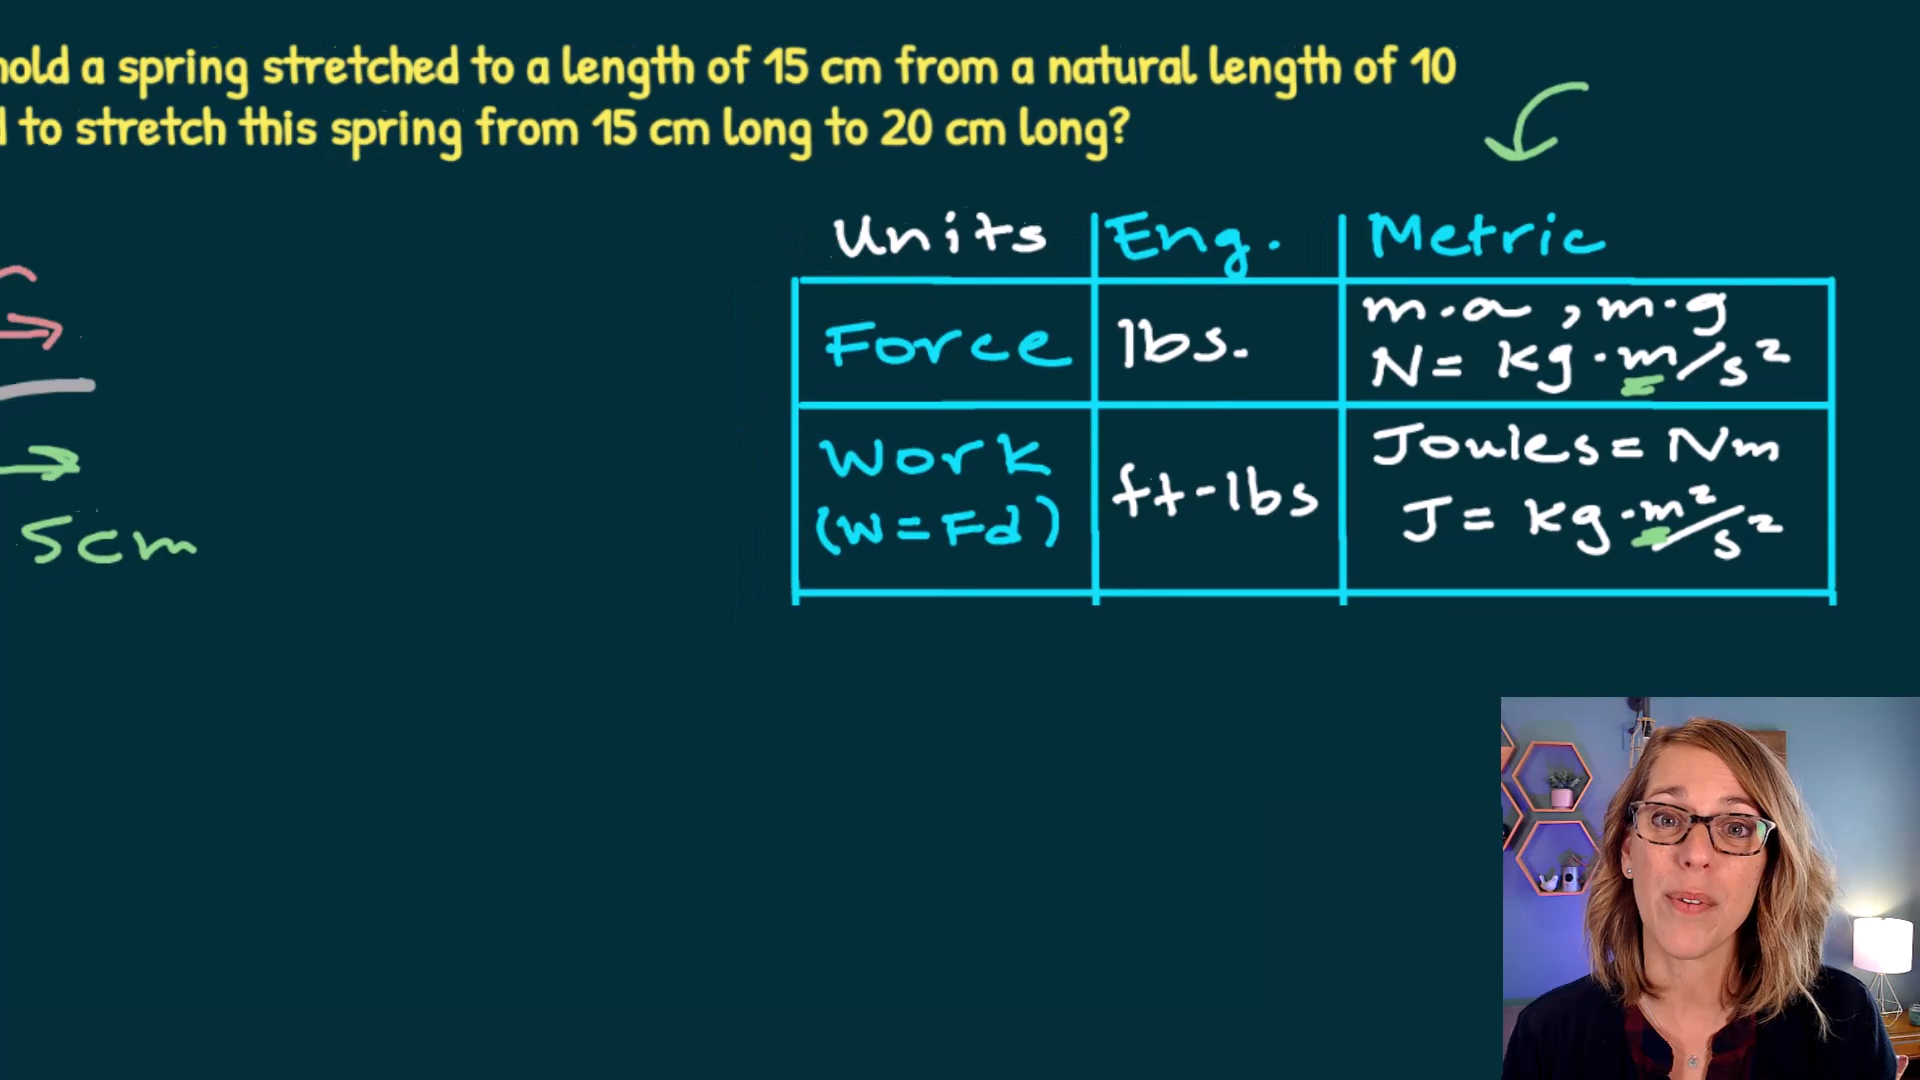 hold a spring stretched to a length of 15 cm from a natural length of 10
to stretch this spring from 15 cm long to 20 cm long?
Units Eng. Metric
Force lbs. m·a, m·g
N = kg·m/s²
Work ft-lbs Joules = Nm
(W = Fd) J = kg·m²/s²
5cm